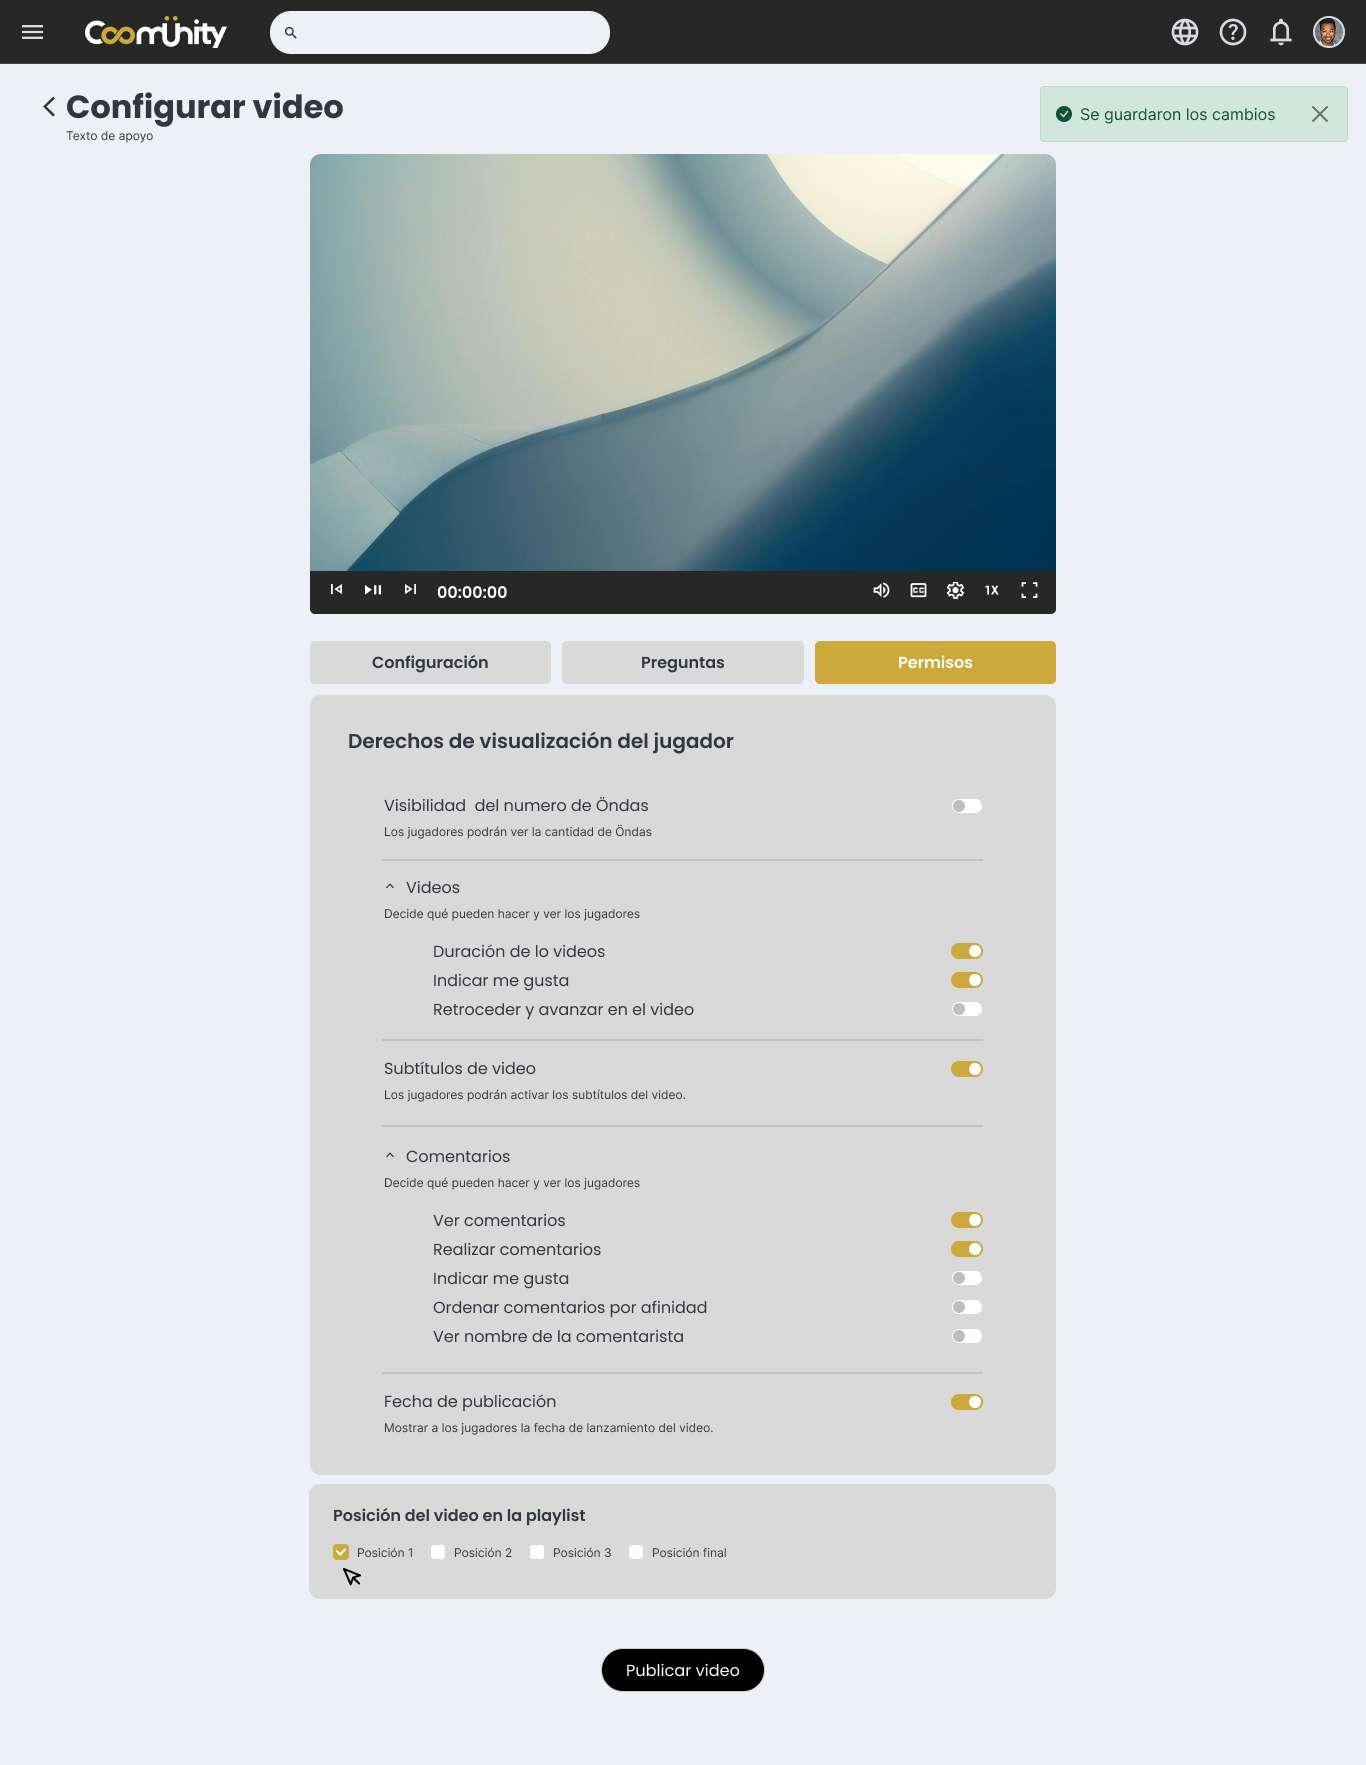 CoomÜnity
Configurar video
Texto de apoyo
Se guardaron los cambios
00:00:00
CC
1X
Configuración
Preguntas
Permisos
Derechos de visualización del jugador
Visibilidad  del numero de Öndas
Los jugadores podrán ver la cantidad de Öndas
Videos
Decide qué pueden hacer y ver los jugadores
Duración de lo videos
Indicar me gusta
Retroceder y avanzar en el video
Subtítulos de video
Los jugadores podrán activar los subtítulos del video.
Comentarios
Decide qué pueden hacer y ver los jugadores
Ver comentarios
Realizar comentarios
Indicar me gusta
Ordenar comentarios por afinidad
Ver nombre de la comentarista
Fecha de publicación
Mostrar a los jugadores la fecha de lanzamiento del video.
Posición del video en la playlist
Posición 1
Posición 2
Posición 3
Posición final
Publicar video